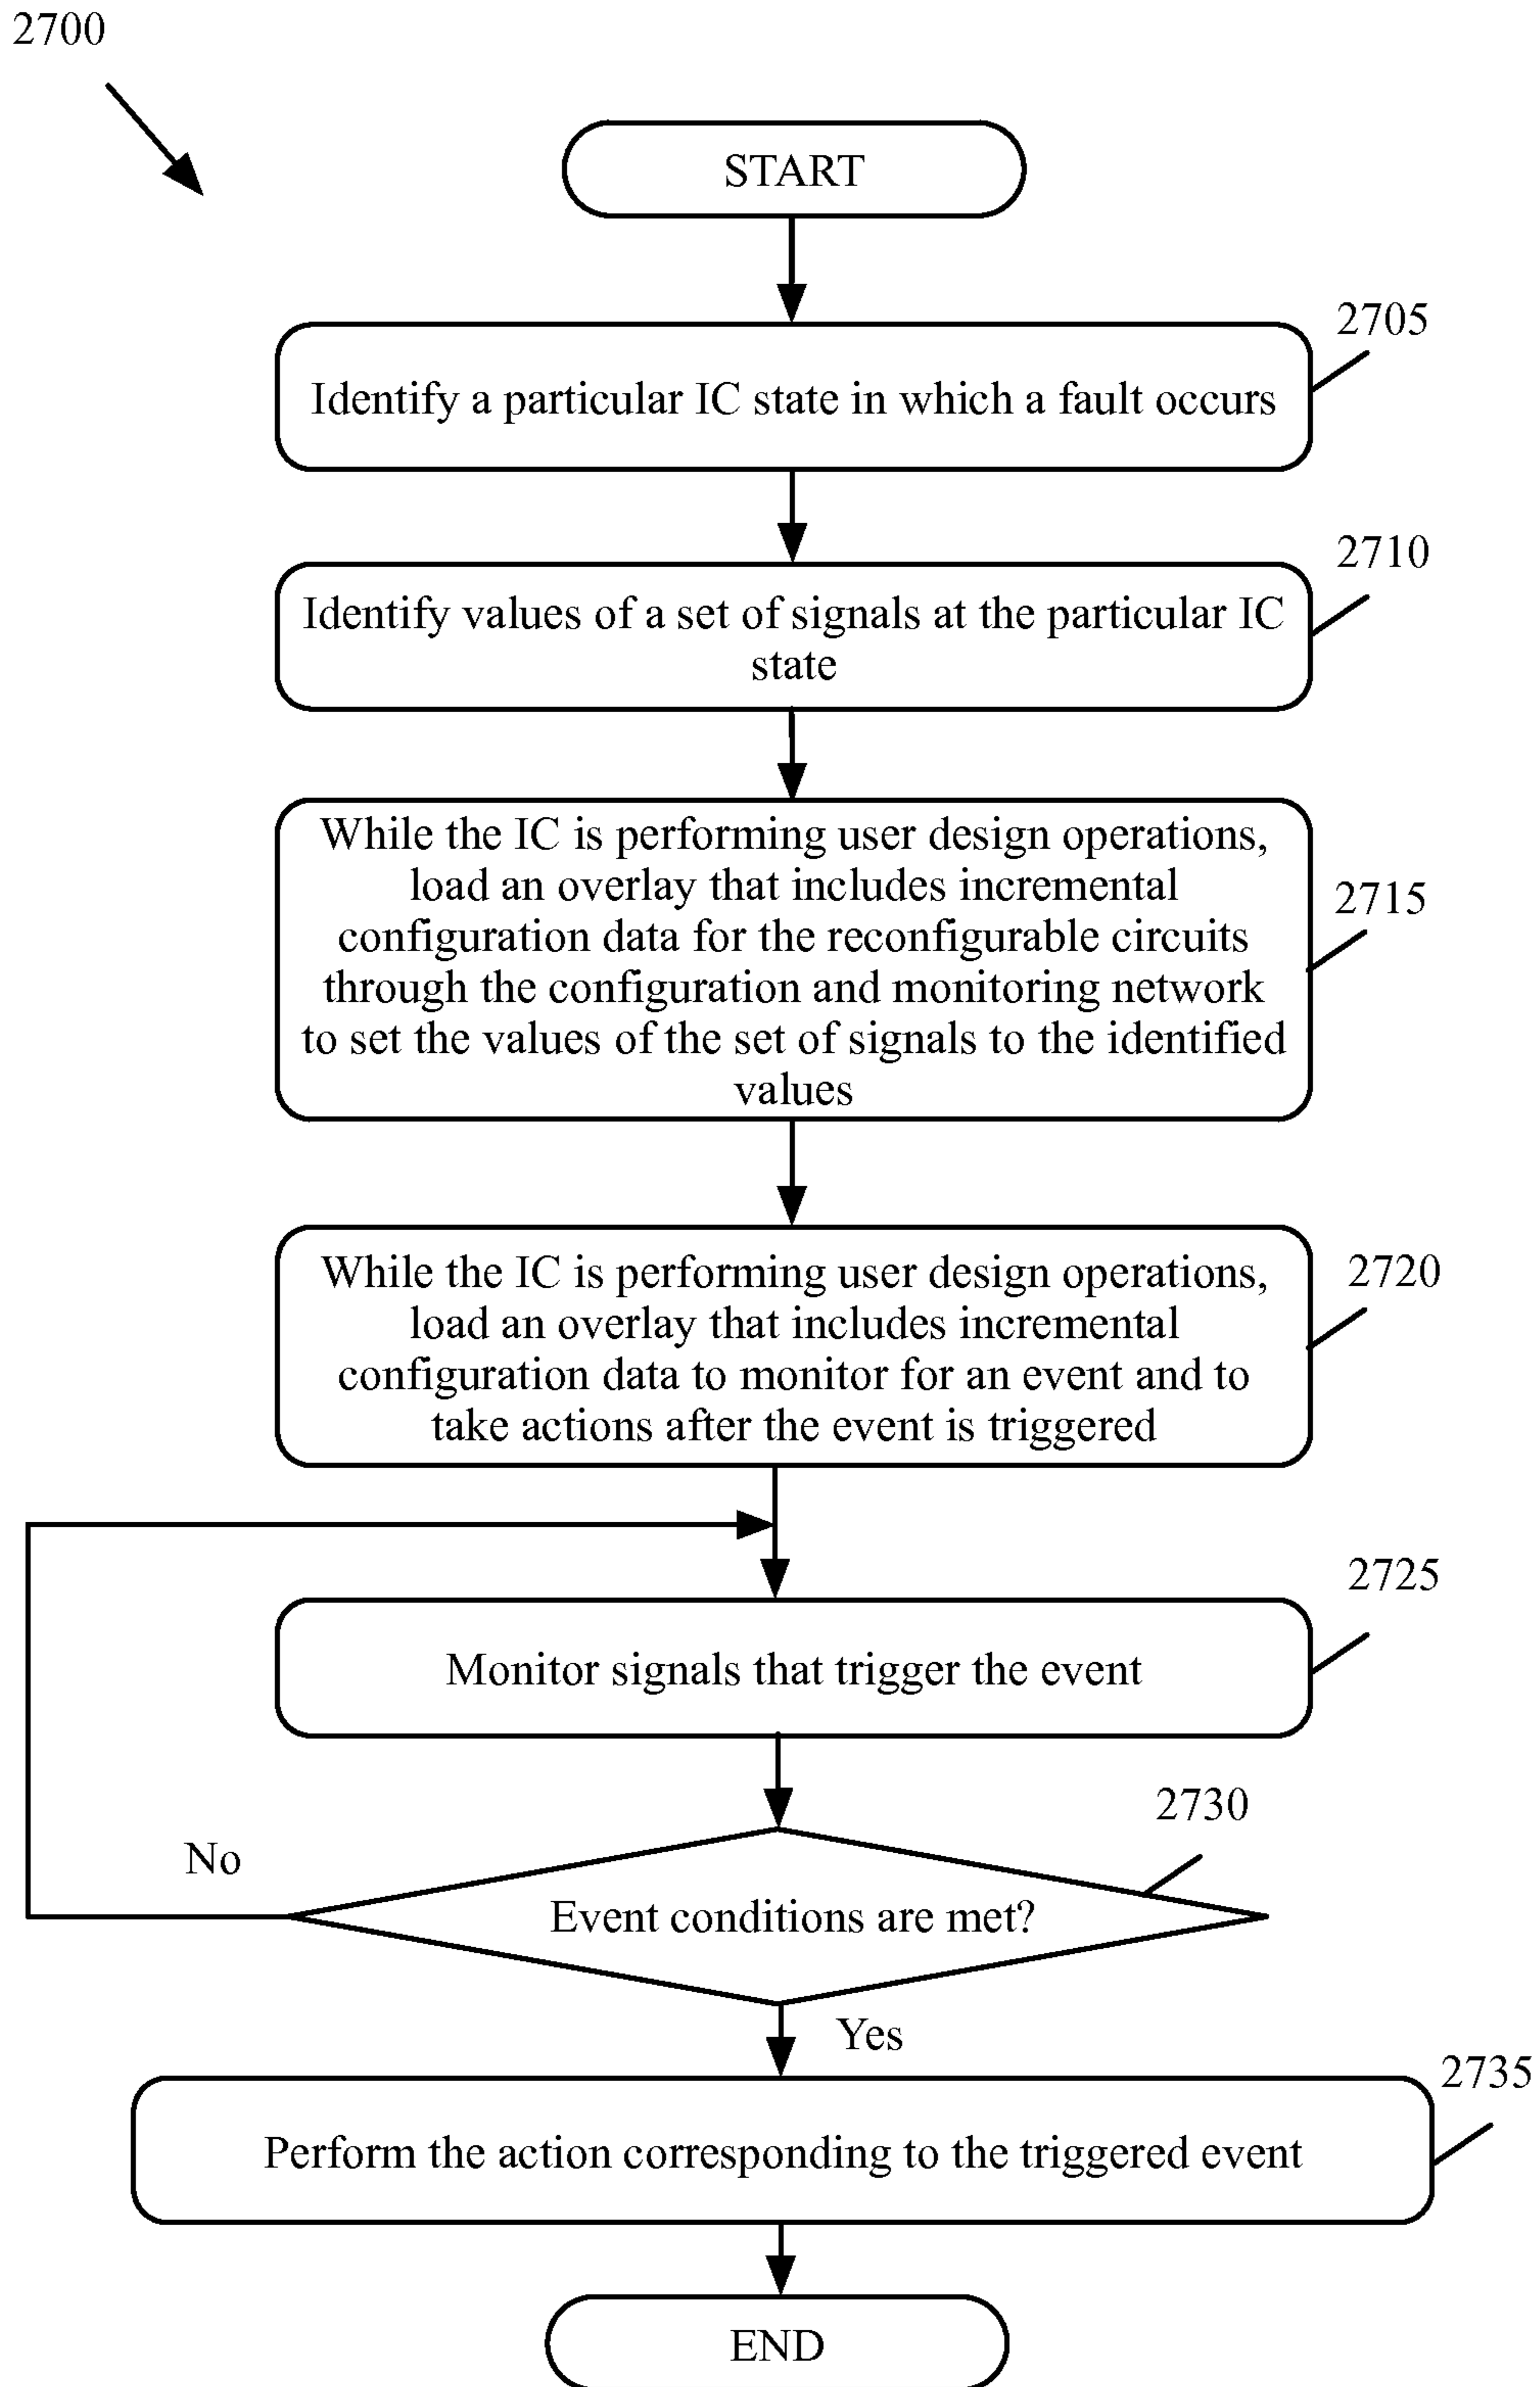 2700
START
2705
Identify a particular IC state in which a fault occurs
2710
Identify values of a set of signals at the particular IC
state
2715
While the IC is performing user design operations,
load an overlay that includes incremental
configuration data for the reconfigurable circuits
through the configuration and monitoring network
to set the values of the set of signals to the identified
values
2720
While the IC is performing user design operations,
load an overlay that includes incremental
configuration data to monitor for an event and to
take actions after the event is triggered
2725
Monitor signals that trigger the event
2730
No
Event conditions are met?
Yes
2735
Perform the action corresponding to the triggered event
END